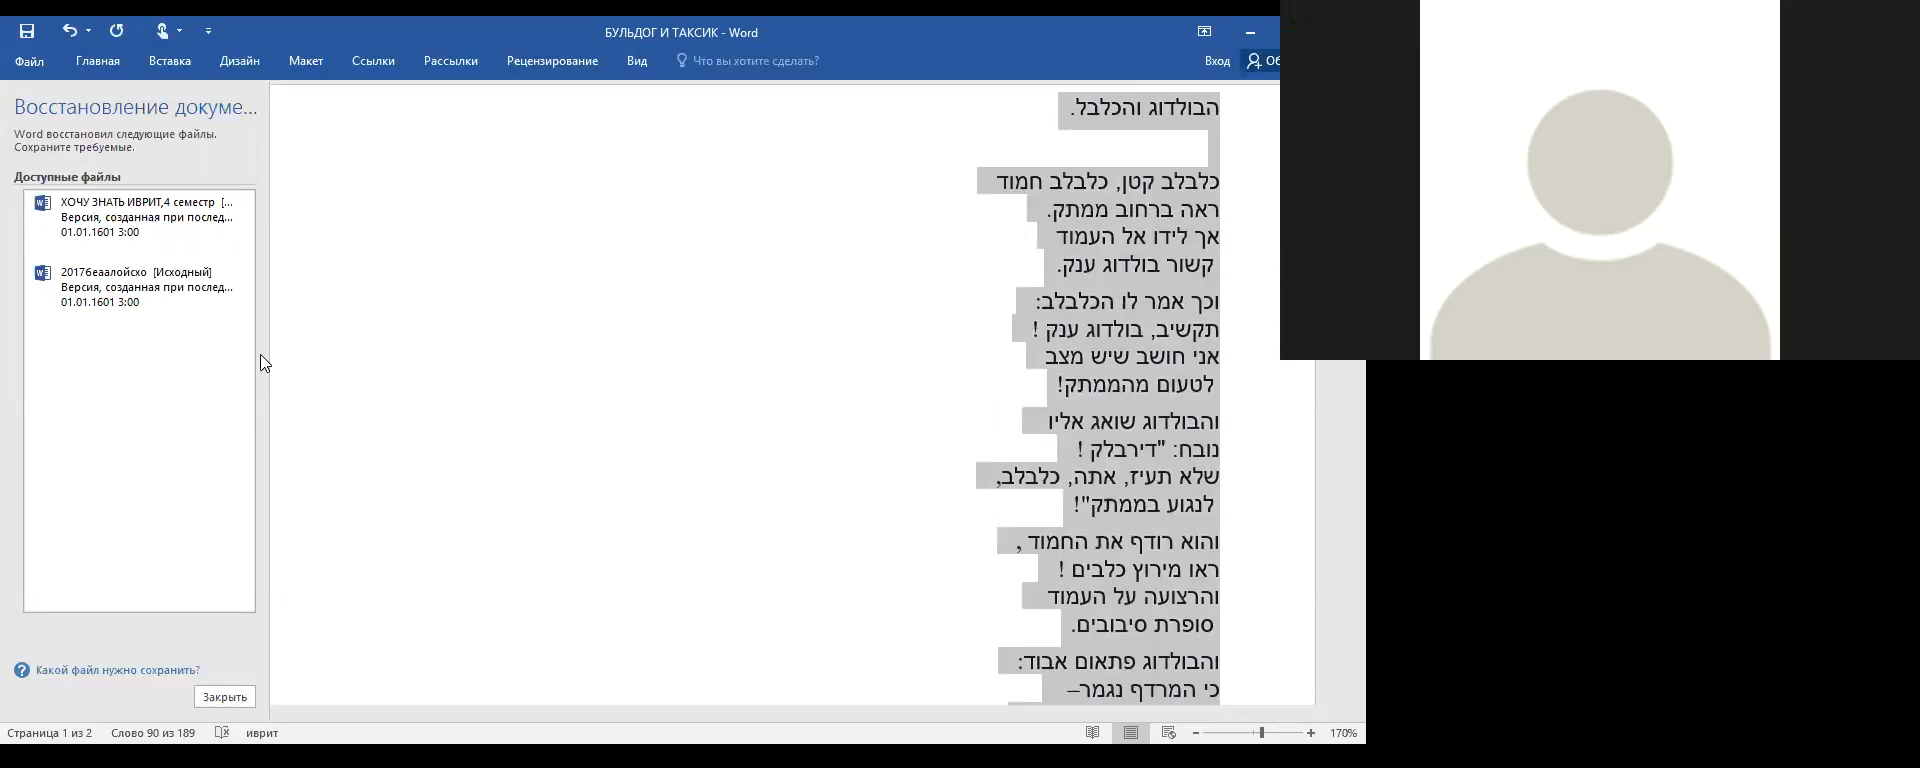 БУЛЬДОГ И ТАКСИК - Word
Файл Главная Вставка Дизайн Макет Ссылки Рассылки Рецензирование Вид Что вы хотите сделать? Вход Об
Восстановление докуме...
Word восстановил следующие файлы.
Сохраните требуемые.
Доступные файлы
ХОЧУ ЗНАТЬ ИВРИТ,4 семестр [...
Версия, созданная при послед...
01.01.1601 3:00
2017беаалойсхо [Исходный]
Версия, созданная при послед...
01.01.1601 3:00
Какой файл нужно сохранить?
Закрыть
הבולדוג והכלבל.
כלבלב קטן, כלבלב חמוד
ראה ברחוב ממתק.
אך לידו אל העמוד
קשור בולדוג ענק.
וכך אמר לו הכלבלב:
תקשיב, בולדוג ענק !
אני חושב שיש מצב
לטעום מהממתק!
והבולדוג שואג אליו
נובח: "דירבלק !
שלא תעיז, אתה, כלבלב,
לנגוע בממתק"!
והוא רודף את החמוד ,
ראו מירוץ כלבים !
והרצועה על העמוד
סופרת סיבובים.
והבולדוג פתאום אבוד:
כי המרדף נגמר–
Страница 1 из 2 Слово 90 из 189 иврит 170%